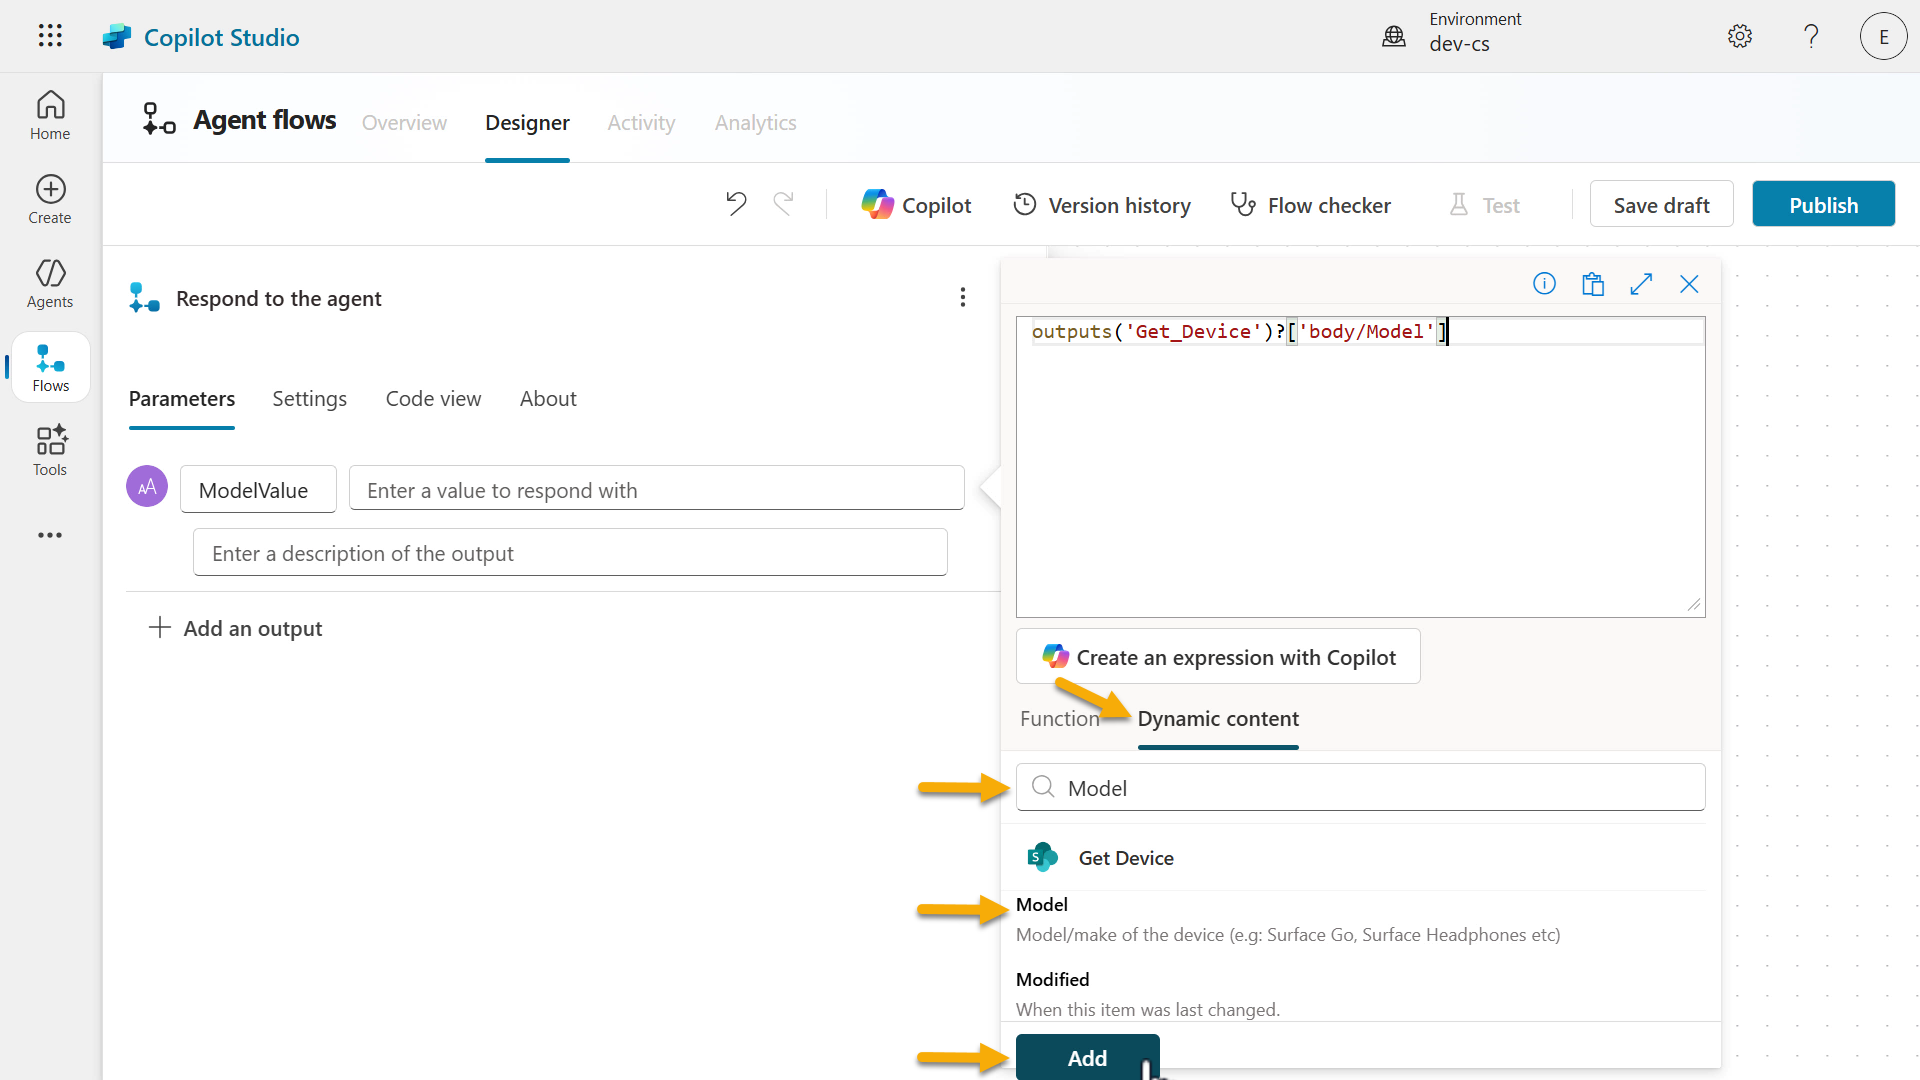 Copilot Studio
Environment
dev-cs
E
Home
Create
Agents
Flows
Tools
Agent flows
Overview
Designer
Activity
Analytics
Copilot
Version history
Flow checker
Test
Save draft
Publish
Respond to the agent
Parameters
Settings
Code view
About
AA
ModelValue
Enter a value to respond with
Enter a description of the output
Add an output
outputs('Get_Device')?['body/Model']
Create an expression with Copilot
Function
Dynamic content
Model
S
Get Device
Model
Model/make of the device (e.g: Surface Go, Surface Headphones etc)
Modified
When this item was last changed.
Add